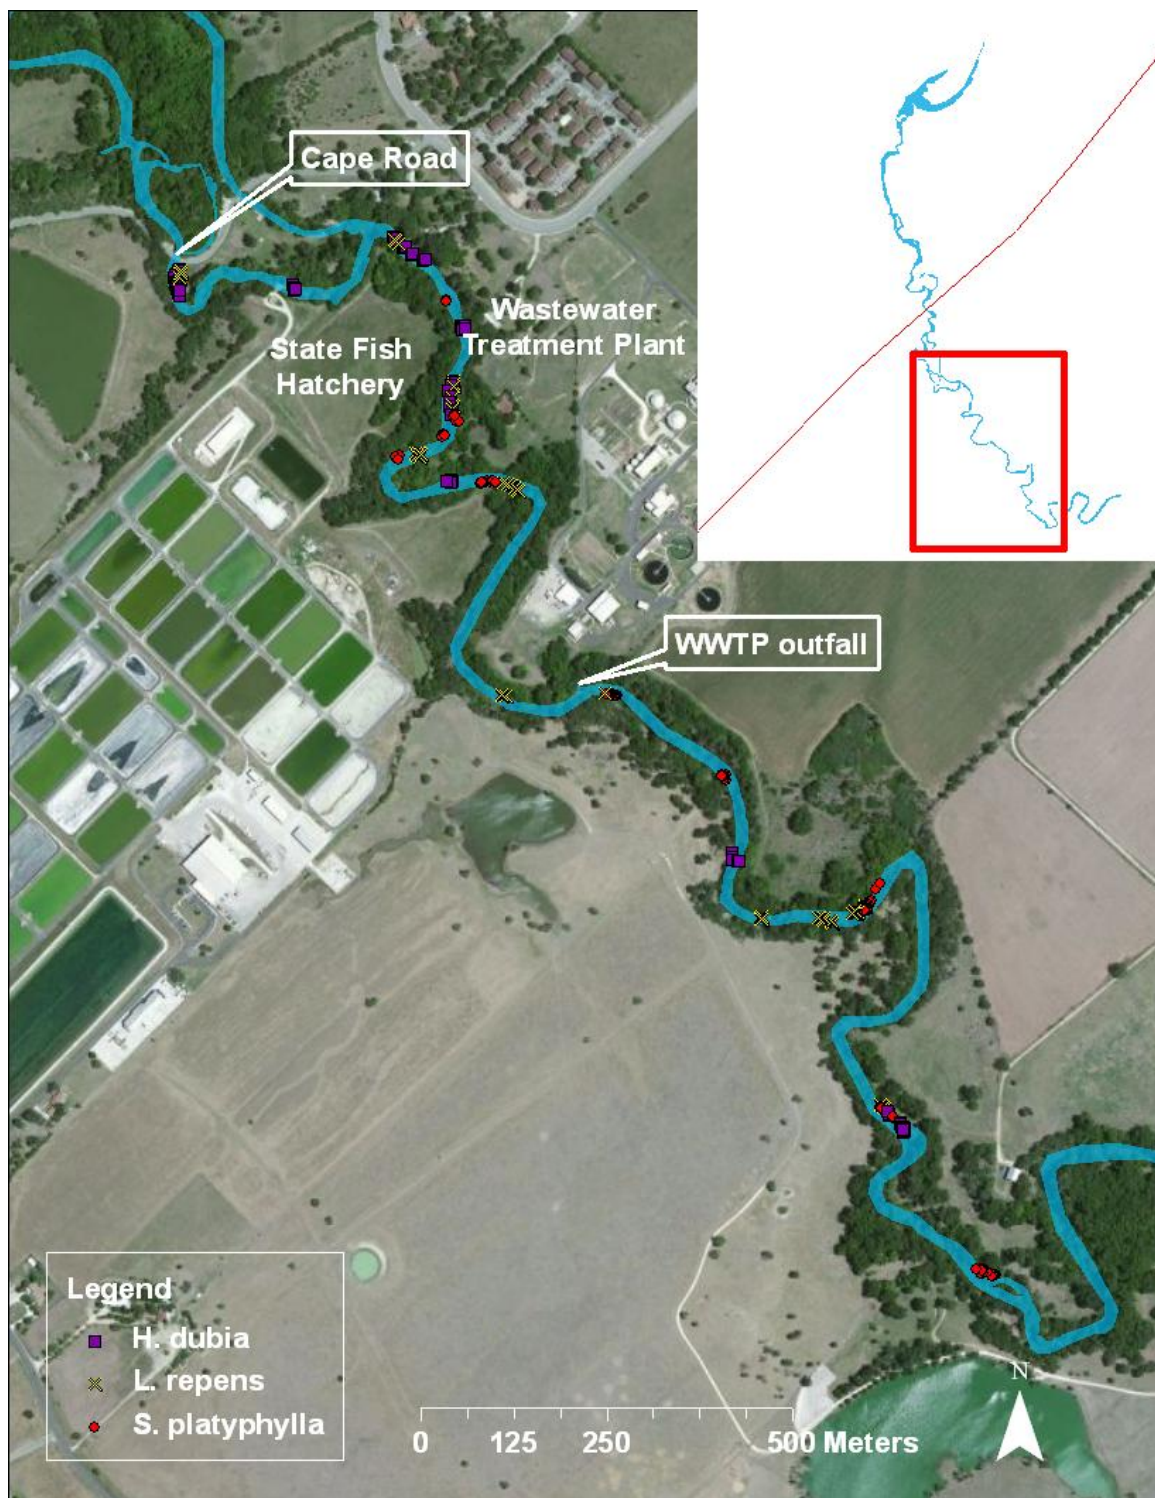 Cape Road
Wastewater
Treatment Plant
State Fish
Hatchery
WWTP outfall
Legend
H. dubia
L. repens
S. platyphylla
N
0 125 250 500 Meters